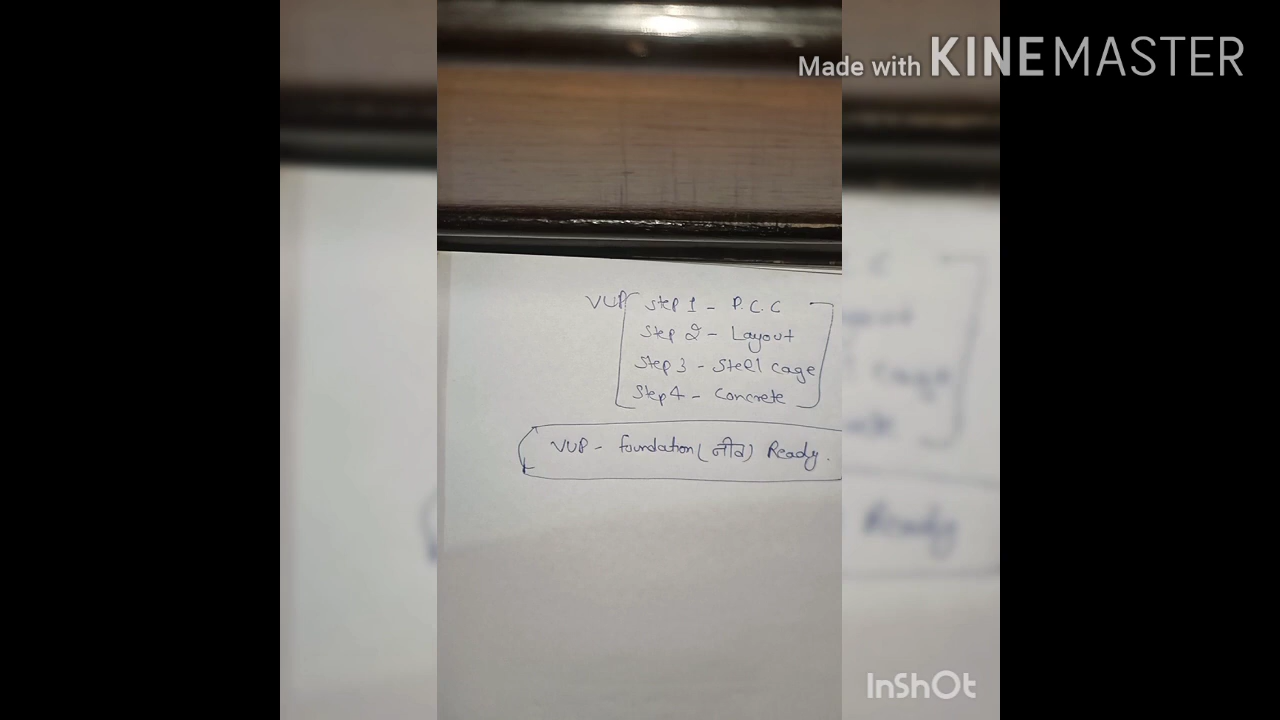 Made with KINEMASTER
VUP Step 1 - P.C.C
Step 2 - Layout
Step 3 - Steel cage
Step 4 - Concrete
VUP - foundation (नीव) Ready.
Ready
InShOt